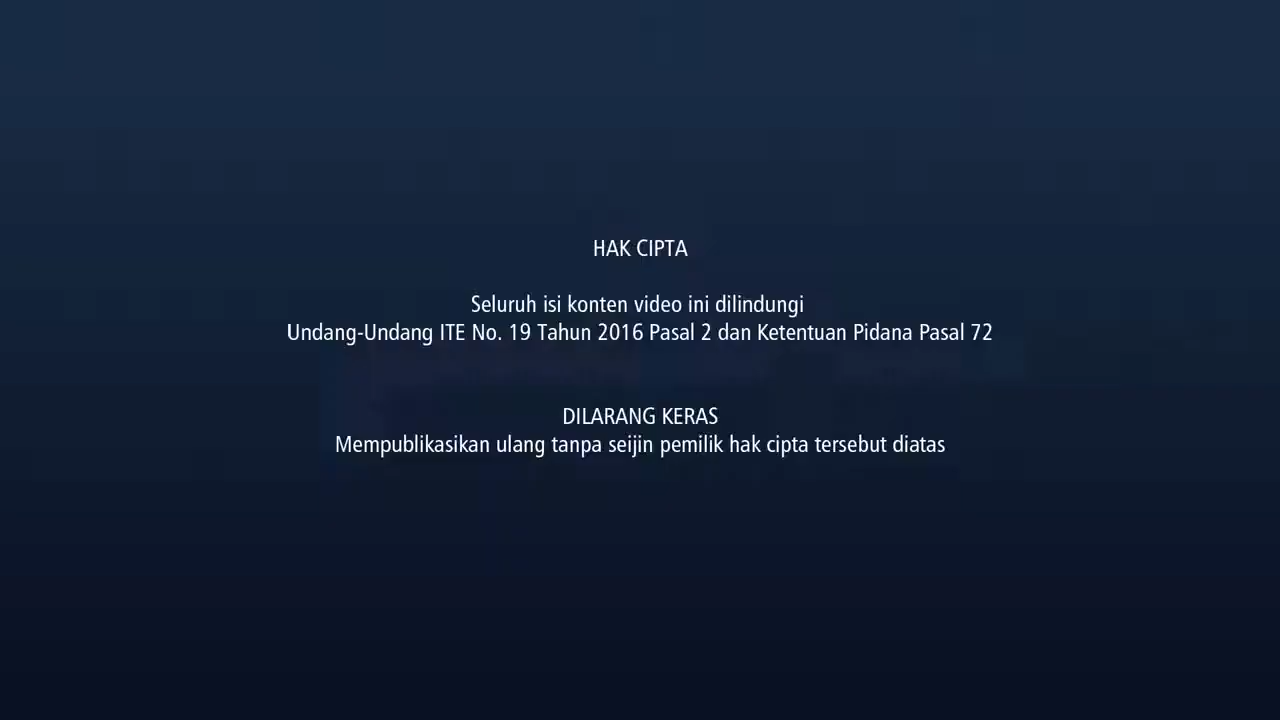 HAK CIPTA
Seluruh isi konten video ini dilindungi
Undang-Undang ITE No. 19 Tahun 2016 Pasal 2 dan Ketentuan Pidana Pasal 72
DILARANG KERAS
Mempublikasikan ulang tanpa seijin pemilik hak cipta tersebut diatas